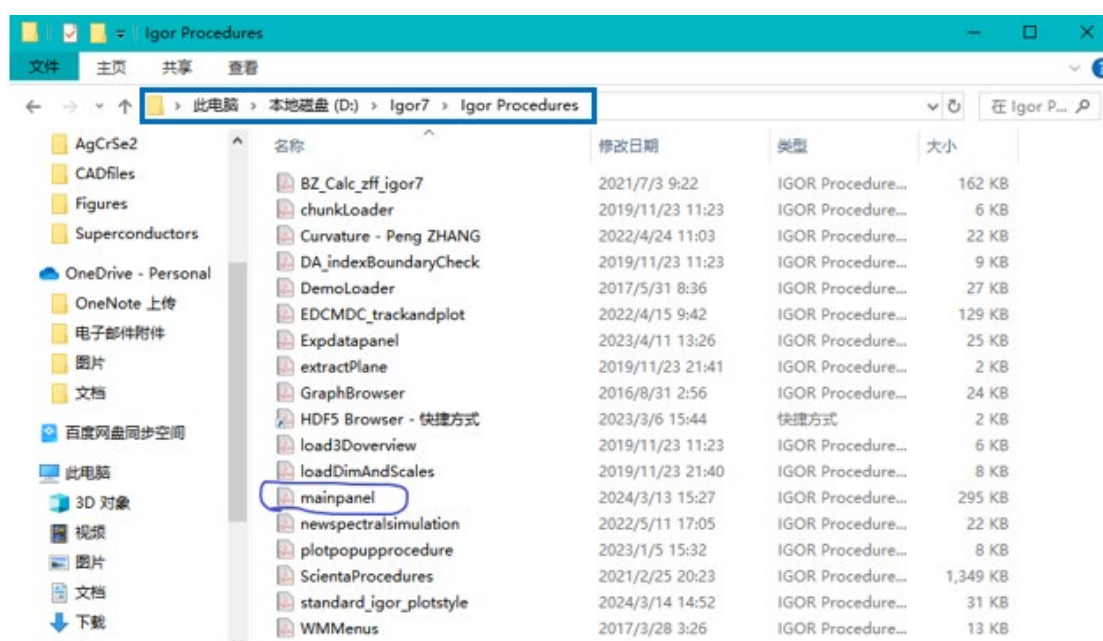 Igor Procedures
文件 主页 共享 查看
此电脑 > 本地磁盘 (D:) > Igor7 > Igor Procedures 在 Igor P...
AgCrSe2
CADfiles
Figures
Superconductors
OneDrive - Personal
OneNote 上传
电子邮件附件
图片
文档
百度网盘同步空间
此电脑
3D 对象
视频
图片
文档
下载
名称 修改日期 类型 大小
BZ_Calc_zff_igor7 2021/7/3 9:22 IGOR Procedure... 162 KB
chunkLoader 2019/11/23 11:23 IGOR Procedure... 6 KB
Curvature - Peng ZHANG 2022/4/24 11:03 IGOR Procedure... 22 KB
DA_indexBoundaryCheck 2019/11/23 11:23 IGOR Procedure... 9 KB
DemoLoader 2017/5/31 8:36 IGOR Procedure... 27 KB
EDCMDC_trackandplot 2022/4/15 9:42 IGOR Procedure... 129 KB
Expdatapanel 2023/4/11 13:26 IGOR Procedure... 25 KB
extractPlane 2019/11/23 21:41 IGOR Procedure... 2 KB
GraphBrowser 2016/8/31 2:56 IGOR Procedure... 24 KB
HDF5 Browser - 快捷方式 2023/3/6 15:44 快捷方式 2 KB
load3Doverview 2019/11/23 11:23 IGOR Procedure... 6 KB
loadDimAndScales 2019/11/23 21:40 IGOR Procedure... 8 KB
mainpanel 2024/3/13 15:27 IGOR Procedure... 295 KB
newspectralsimulation 2022/5/11 17:05 IGOR Procedure... 22 KB
plotpopupprocedure 2023/1/5 15:32 IGOR Procedure... 8 KB
ScientaProcedures 2021/2/25 20:23 IGOR Procedure... 1,349 KB
standard_igor_plotstyle 2024/3/14 14:52 IGOR Procedure... 31 KB
WMMenus 2017/3/28 3:26 IGOR Procedure... 13 KB